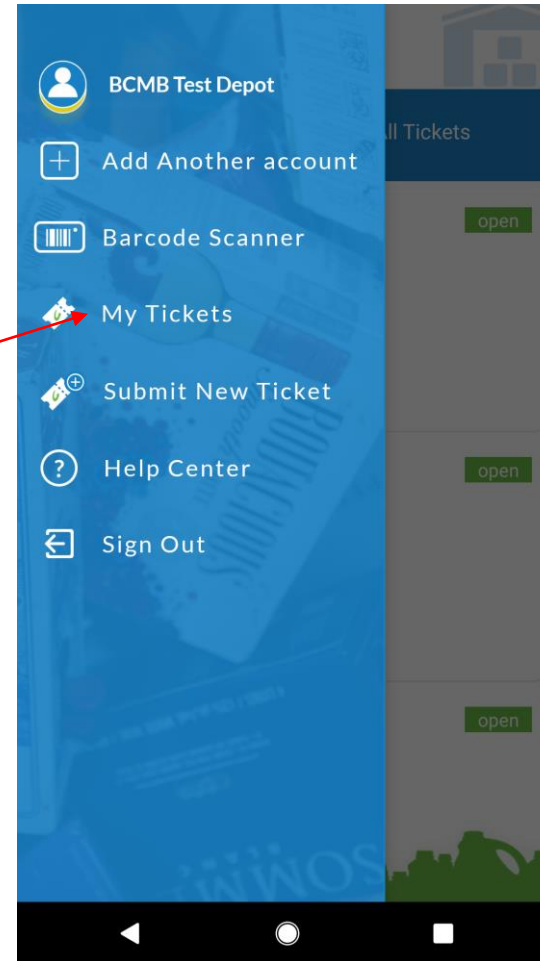 BCMB Test Depot
All Tickets
Add Another account
open
Barcode Scanner
My Tickets
Submit New Ticket
open
? Help Center
Sign Out
open